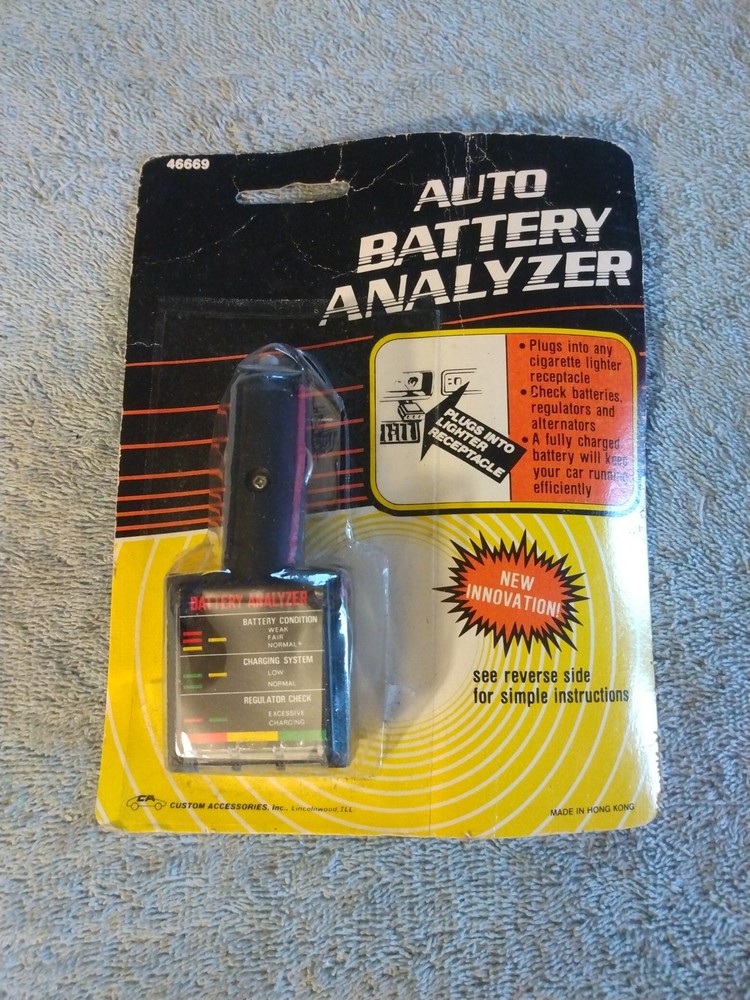 46669
AUTO
BATTERY
ANALYZER
• Plugs into any
cigarette lighter
receptacle
• Check batteries,
regulators and
alternators
• A fully charged
battery will keep
your car running
efficiently
PLUGS INTO
LIGHTER
RECEPTACLE
NEW
INNOVATION!
see reverse side
for simple instructions
BATTERY ANALYZER
BATTERY CONDITION
WEAK
FAIR
NORMAL
CHARGING SYSTEM
LOW
NORMAL
REGULATOR CHECK
EXCESSIVE
CHARGING
CA
CUSTOM ACCESSORIES, Inc., Lincolnwood, ILL
MADE IN HONG KONG